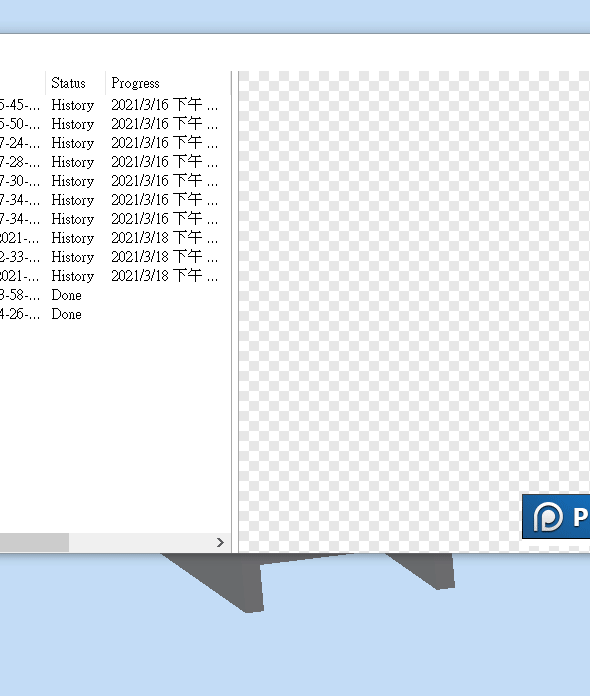 Status Progress
5-45-... History 2021/3/16 下午 ...
5-50-... History 2021/3/16 下午 ...
7-24-... History 2021/3/16 下午 ...
7-28-... History 2021/3/16 下午 ...
7-30-... History 2021/3/16 下午 ...
7-34-... History 2021/3/16 下午 ...
7-34-... History 2021/3/16 下午 ...
2021-... History 2021/3/18 下午 ...
2-33-... History 2021/3/18 下午 ...
2021-... History 2021/3/18 下午 ...
3-58-... Done
4-26-... Done
P